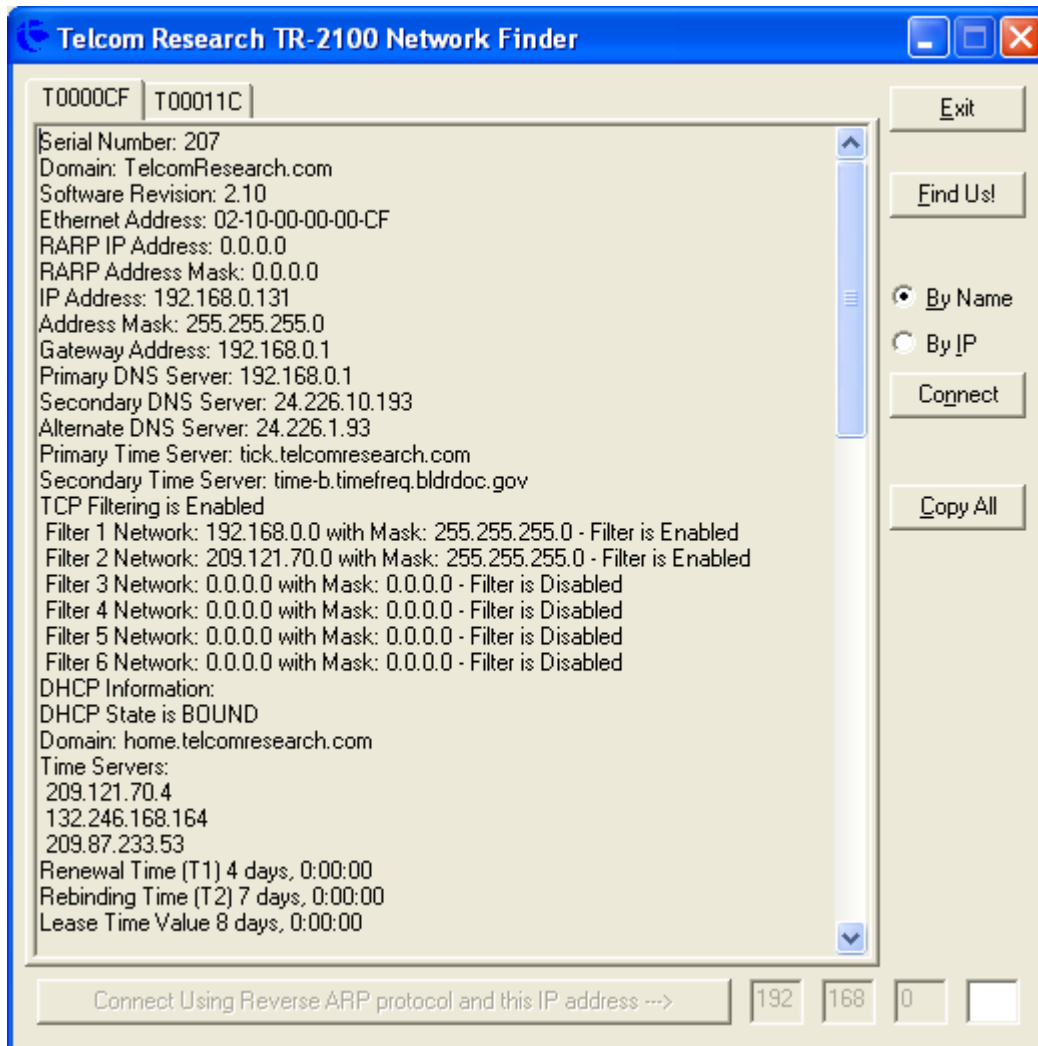 Telcom Research TR-2100 Network Finder
T0000CF
T00011C
Serial Number: 207
Domain: TelcomResearch.com
Software Revision: 2.10
Ethernet Address: 02-10-00-00-00-CF
RARP IP Address: 0.0.0.0
RARP Address Mask: 0.0.0.0
IP Address: 192.168.0.131
Address Mask: 255.255.255.0
Gateway Address: 192.168.0.1
Primary DNS Server: 192.168.0.1
Secondary DNS Server: 24.226.10.193
Alternate DNS Server: 24.226.1.93
Primary Time Server: tick.telcomresearch.com
Secondary Time Server: time-b.timefreq.bldrdoc.gov
TCP Filtering is Enabled
Filter 1 Network: 192.168.0.0 with Mask: 255.255.255.0 - Filter is Enabled
Filter 2 Network: 209.121.70.0 with Mask: 255.255.255.0 - Filter is Enabled
Filter 3 Network: 0.0.0.0 with Mask: 0.0.0.0 - Filter is Disabled
Filter 4 Network: 0.0.0.0 with Mask: 0.0.0.0 - Filter is Disabled
Filter 5 Network: 0.0.0.0 with Mask: 0.0.0.0 - Filter is Disabled
Filter 6 Network: 0.0.0.0 with Mask: 0.0.0.0 - Filter is Disabled
DHCP Information:
DHCP State is BOUND
Domain: home.telcomresearch.com
Time Servers:
209.121.70.4
132.246.168.164
209.87.233.53
Renewal Time (T1) 4 days, 0:00:00
Rebinding Time (T2) 7 days, 0:00:00
Lease Time Value 8 days, 0:00:00
Exit
Find Us!
By Name
By IP
Connect
Copy All
Connect Using Reverse ARP protocol and this IP address --->
192
168
0